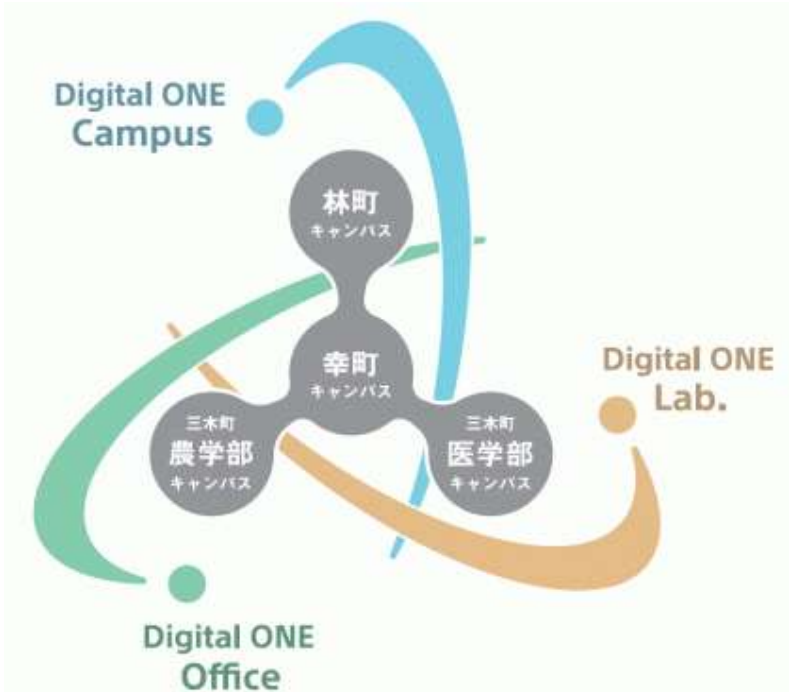 Digital ONE
Campus
林町
キャンパス
幸町
キャンパス
Digital ONE
Lab.
三木町
農学部
キャンパス
三木町
医学部
キャンパス
Digital ONE
Office